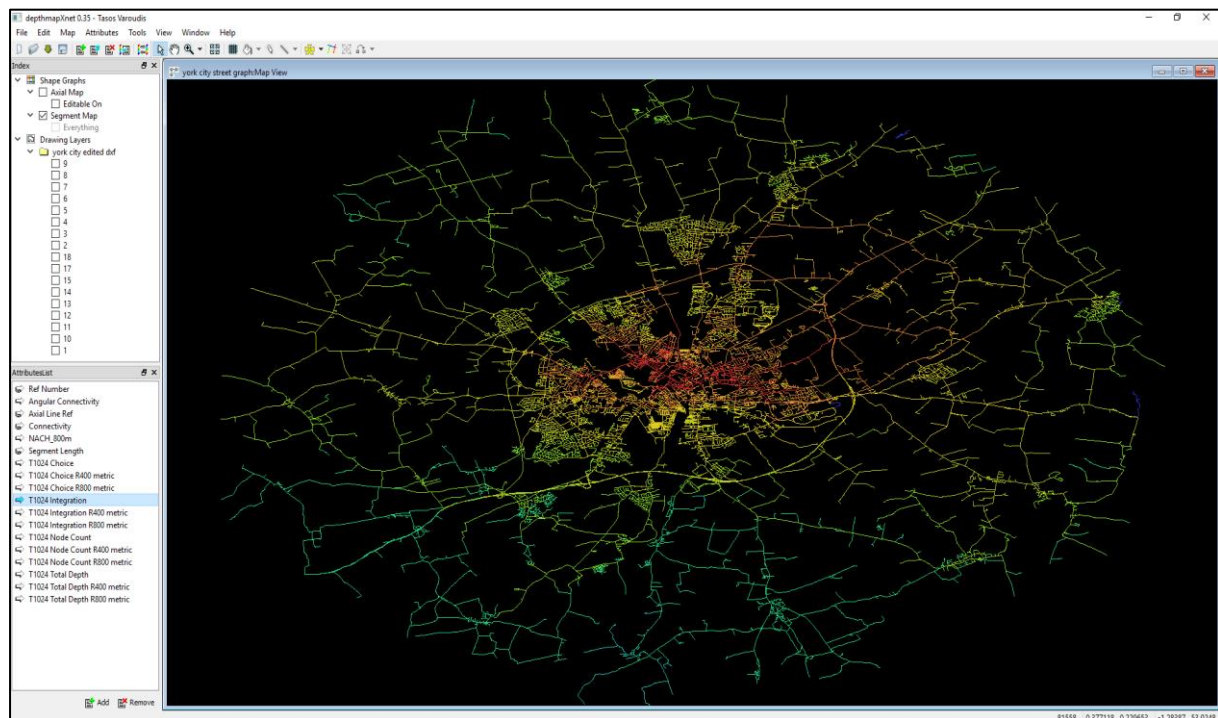 depthmapXnet 0.35 - Tasos Varoudis
File Edit Map Attributes Tools View Window Help
Index
Shape Graphs
Axial Map
Editable On
Segment Map
Everything
Drawing Layers
york city edited dxf
9
8
7
6
5
4
3
2
18
17
15
14
13
12
11
10
1
AttributesList
Ref Number
Angular Connectivity
Axial Line Ref
Connectivity
NACH_800m
Segment Length
T1024 Choice
T1024 Choice R400 metric
T1024 Choice R800 metric
T1024 Integration
T1024 Integration R400 metric
T1024 Integration R800 metric
T1024 Node Count
T1024 Node Count R400 metric
T1024 Node Count R800 metric
T1024 Total Depth
T1024 Total Depth R400 metric
T1024 Total Depth R800 metric
Add Remove
york city street graph:Map View